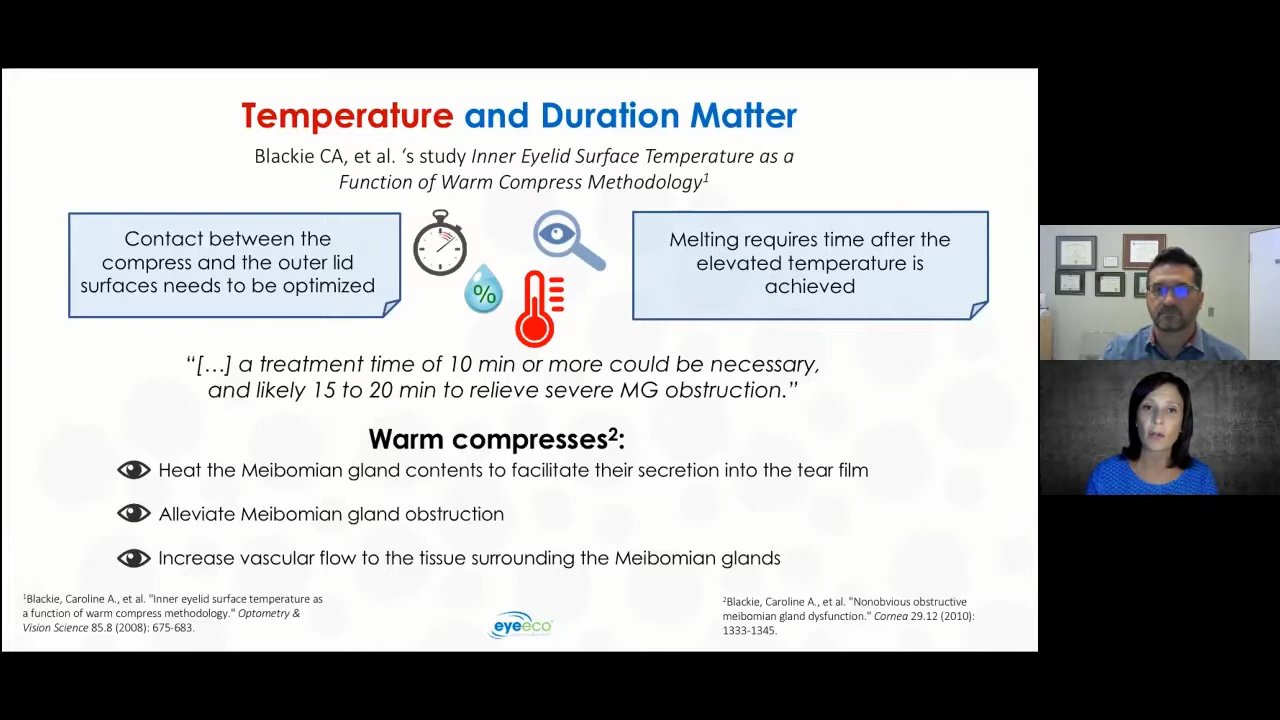 Temperature and Duration Matter
Blackie CA, et al. ‘s study Inner Eyelid Surface Temperature as a
Function of Warm Compress Methodology1
Contact between the
compress and the outer lid
surfaces needs to be optimized
%
Melting requires time after the
elevated temperature is
achieved
“[…] a treatment time of 10 min or more could be necessary,
and likely 15 to 20 min to relieve severe MG obstruction.”
Warm compresses2:
Heat the Meibomian gland contents to facilitate their secretion into the tear film
Alleviate Meibomian gland obstruction
Increase vascular flow to the tissue surrounding the Meibomian glands
1Blackie, Caroline A., et al. "Inner eyelid surface temperature as
a function of warm compress methodology." Optometry &
Vision Science 85.8 (2008): 675-683.
eyeeco
2Blackie, Caroline A., et al. "Nonobvious obstructive
meibomian gland dysfunction." Cornea 29.12 (2010):
1333-1345.